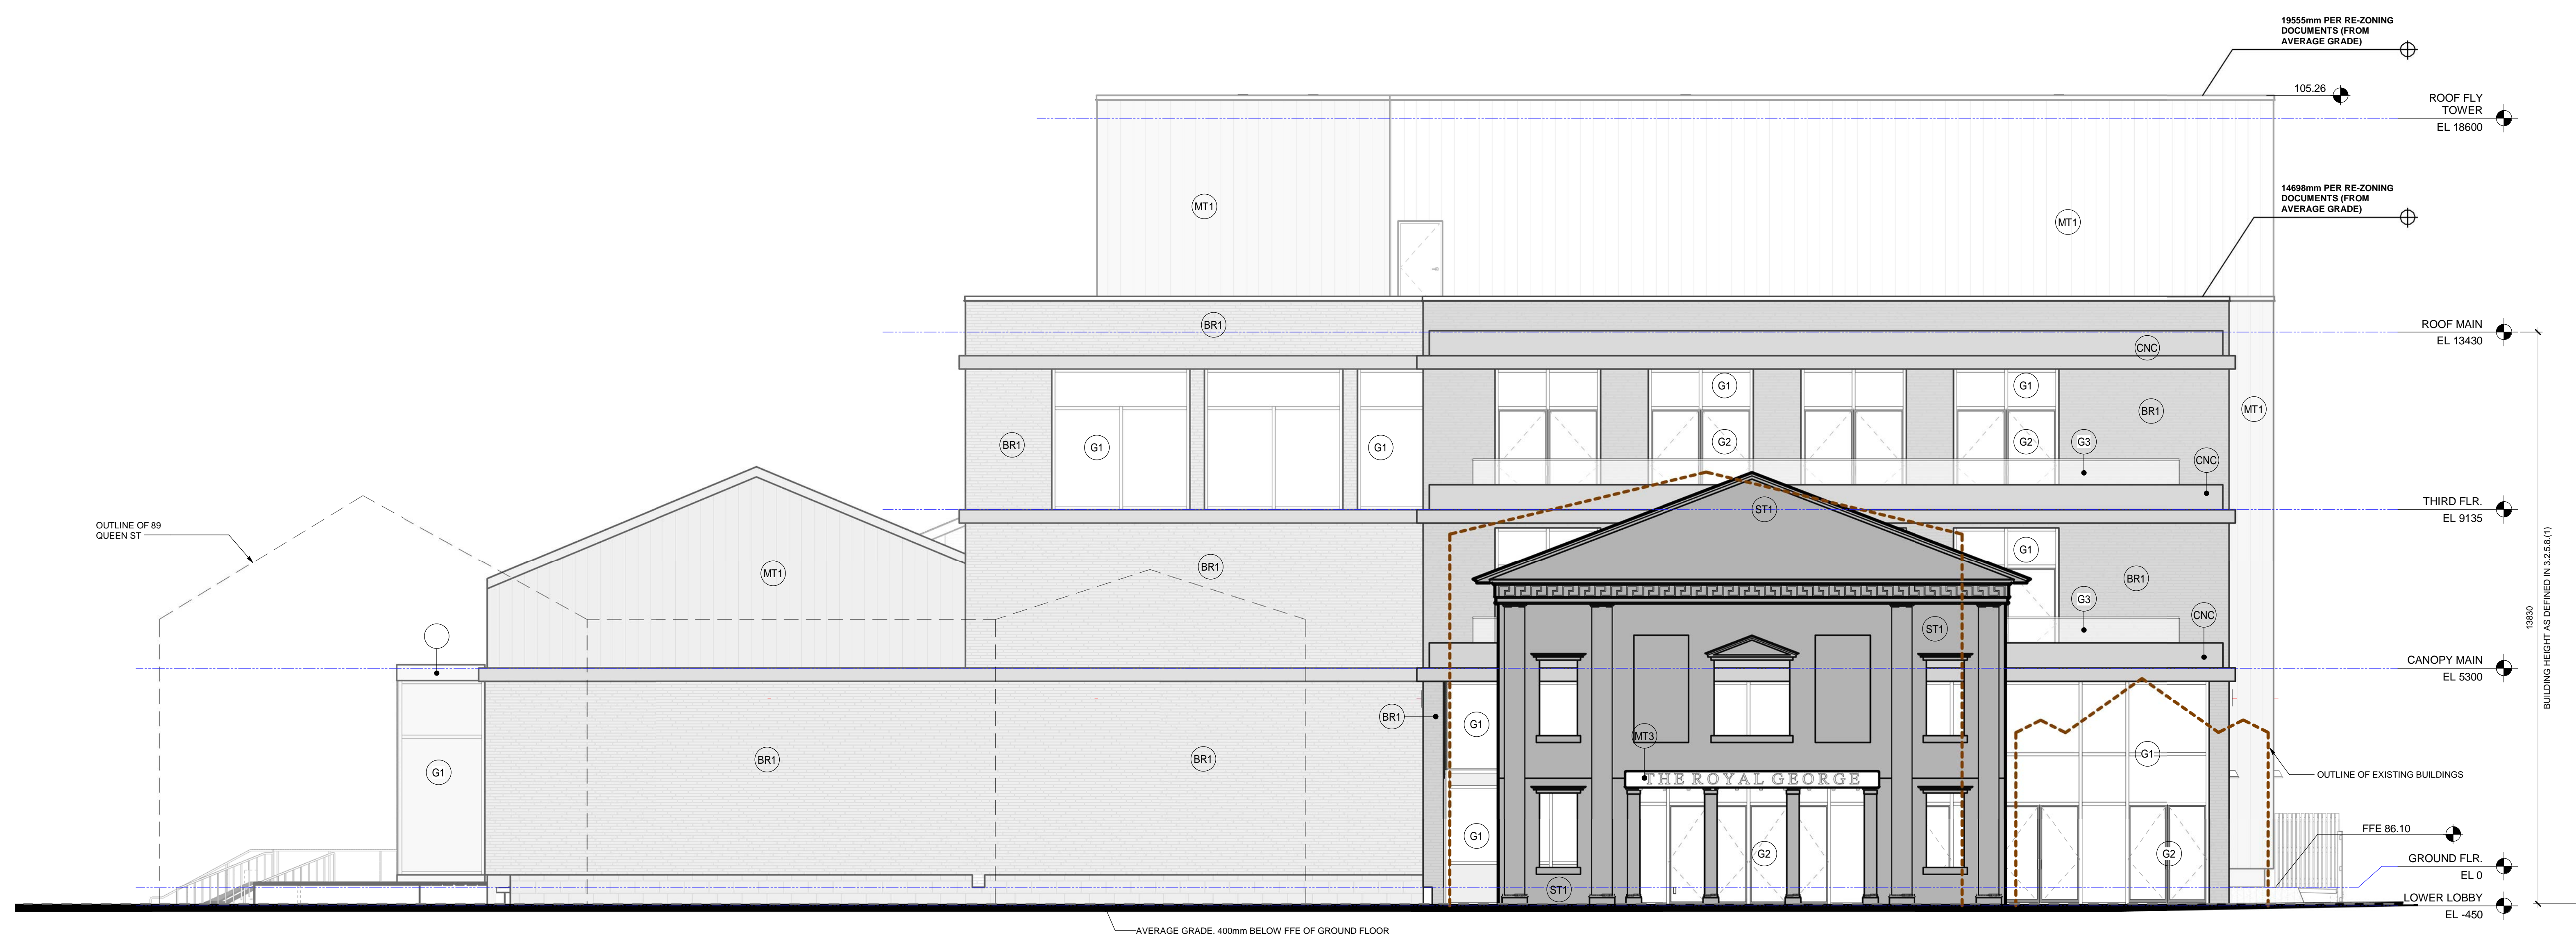 19555mm PER RE-ZONING
DOCUMENTS (FROM
AVERAGE GRADE)
105.26
ROOF FLY
TOWER
EL 18600
MT1
MT1
14698mm PER RE-ZONING
DOCUMENTS (FROM
AVERAGE GRADE)
BR1
ROOF MAIN
EL 13430
CNC
G1
G1
BR1
MT1
BR1
G1
G1
G2
G2
G3
CNC
OUTLINE OF 89
QUEEN ST
ST1
THIRD FLR.
EL 9135
MT1
BR1
G1
BR1
G3
CNC
ST1
13830
BUILDING HEIGHT AS DEFINED IN 3.2.5.8.(1)
CANOPY MAIN
EL 5300
BR1
G1
MT3
G1
BR1
BR1
G1
THE ROYAL GEORGE
OUTLINE OF EXISTING BUILDINGS
G1
G2
G2
FFE 86.10
GROUND FLR.
EL 0
ST1
LOWER LOBBY
EL -450
AVERAGE GRADE. 400mm BELOW FFE OF GROUND FLOOR